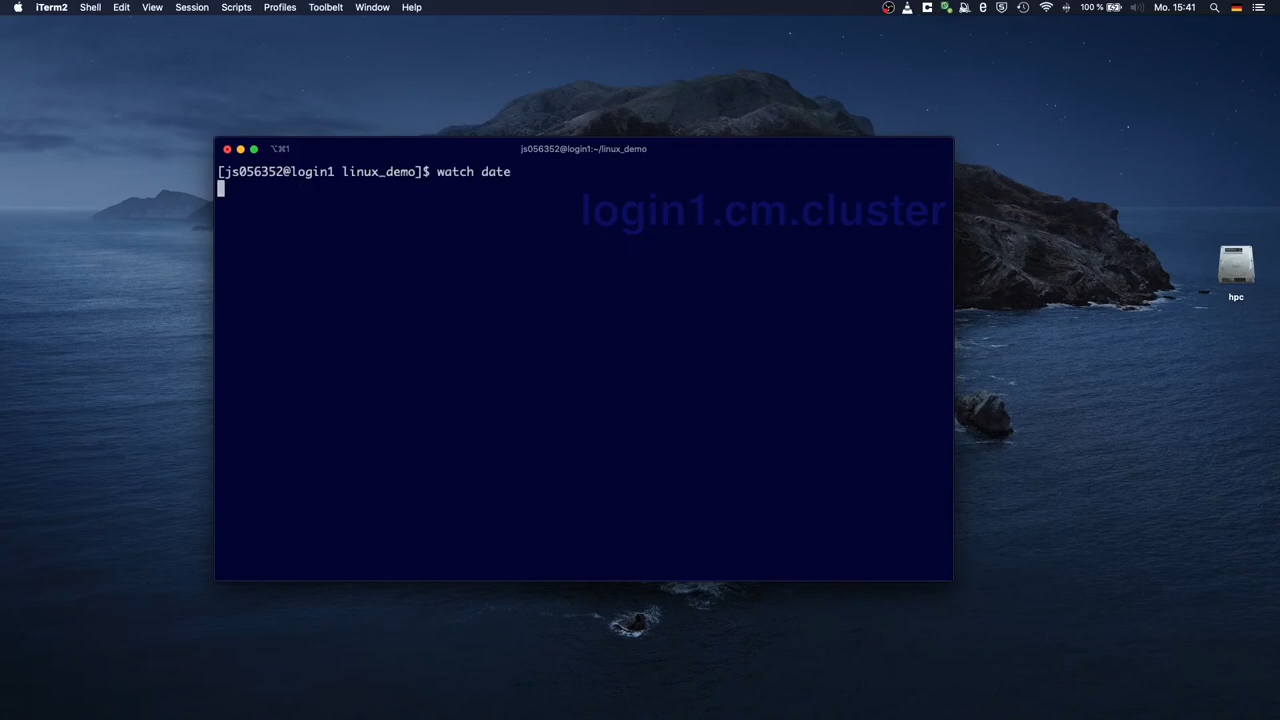 iTerm2 Shell Edit View Session Scripts Profiles Toolbelt Window Help 100 % Mo. 15:41
⌥⌘1 js056352@login1:~/linux_demo
[js056352@login1 linux_demo]$ watch date
login1.cm.cluster
hpc